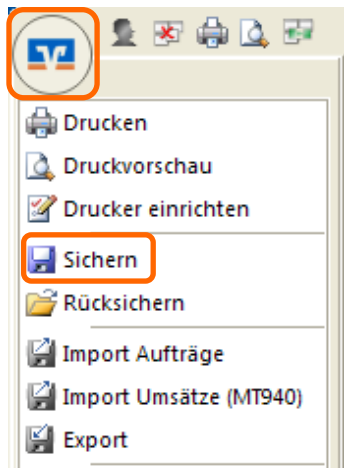 Drucken
Druckvorschau
Drucker einrichten
Sichern
Rücksichern
Import Aufträge
Import Umsätze (MT940)
Export